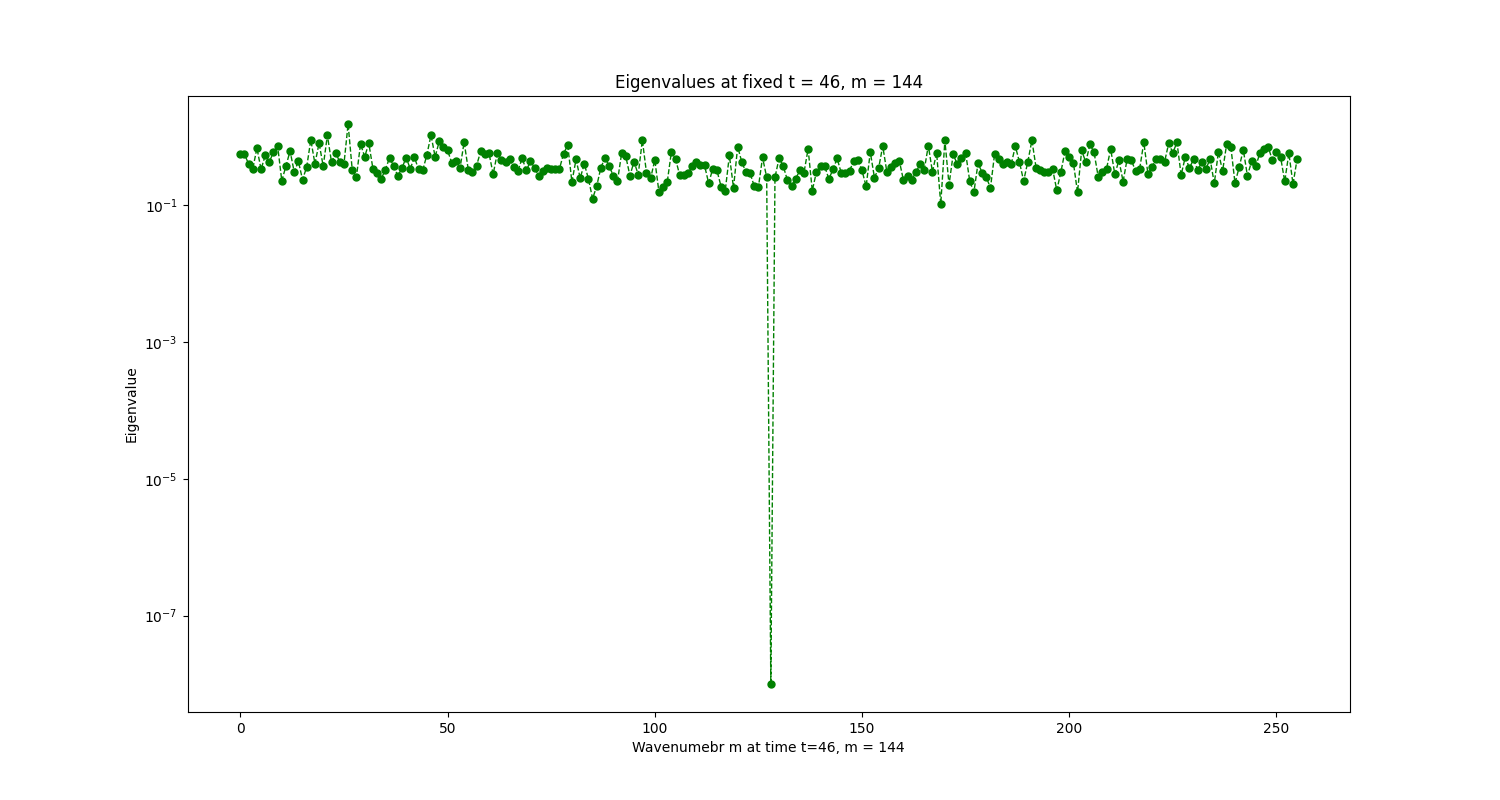 Eigenvalues at fixed t = 46, m = 144
Eigenvalue
10⁻¹
10⁻³
10⁻⁵
10⁻⁷
0 50 100 150 200 250
Wavenumebr m at time t=46, m = 144